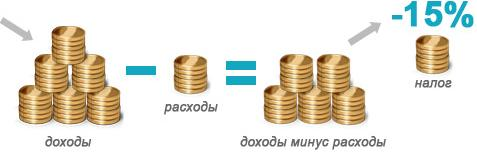 -15%
налог
расходы
доходы
доходы минус расходы